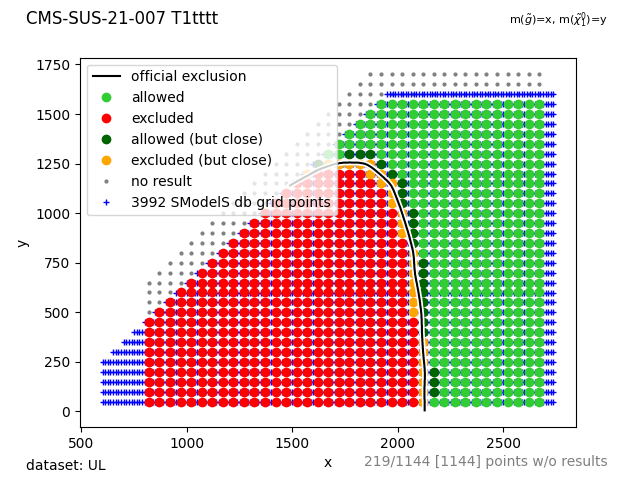 CMS-SUS-21-007 T1tttt
m(g̃)=x, m(χ̃₁⁰)=y
1750
1500
1250
1000
750
500
250
0
y
official exclusion
allowed
excluded
allowed (but close)
excluded (but close)
no result
3992 SModelS db grid points
500
1000
1500
2000
2500
x
dataset: UL
219/1144 [1144] points w/o results